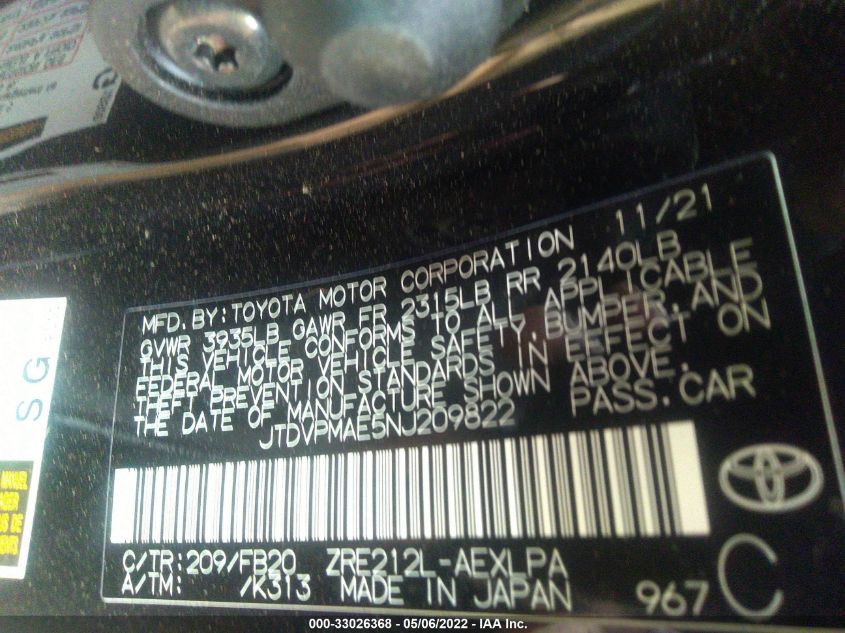 MFD.BY:TOYOTA MOTOR CORPORATION 11/21
GVWR 3935LB GAWR FR 2315LB RR 2140LB
THIS VEHICLE CONFORMS TO ALL APPLICABLE
FEDERAL MOTOR VEHICLE SAFETY,BUMPER,AND
THEFT PREVENTION STANDARDS IN EFFECT ON
THE DATE OF MANUFACTURE SHOWN ABOVE.
JTDVPMAE5NJ209822 PASS.CAR
C/TR:209/FB20 ZRE212L-AEXLPA
A/TM: /K313 MADE IN JAPAN
967 C
SG
MANUEL
000-33026368 - 05/06/2022 - IAA Inc.